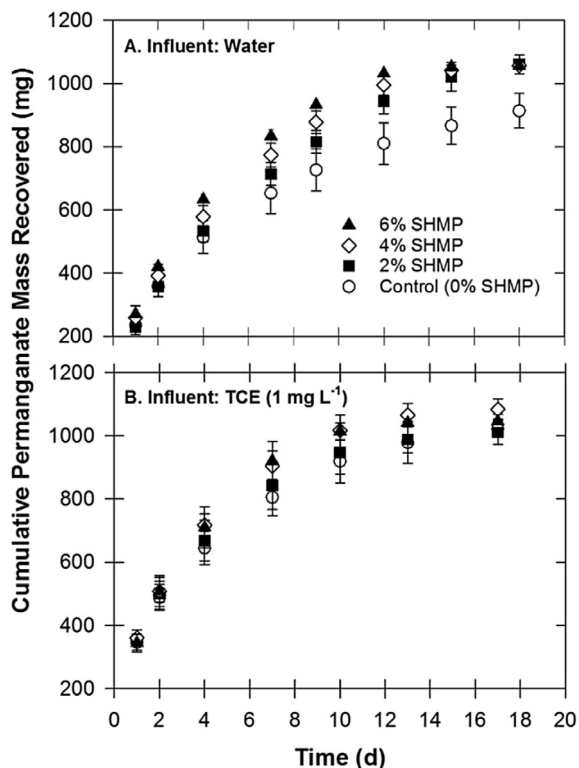 Cumulative Permanganate Mass Recovered (mg)
1200
1000
800
600
400
200
A. Influent: Water
6% SHMP
4% SHMP
2% SHMP
Control (0% SHMP)
1200
1000
800
600
400
200
B. Influent: TCE (1 mg L⁻¹)
0 2 4 6 8 10 12 14 16 18 20
Time (d)